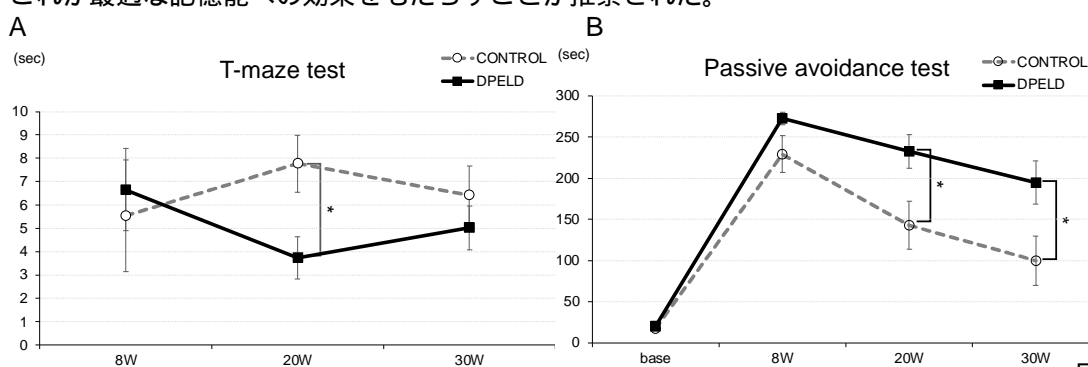 これが最適な記憶能への効果をもたらすことが推察された。
A
(sec)
T-maze test
CONTROL
DPELD
10
9
8
7
6
5
4
3
2
1
0
*
8W
20W
30W
B
(sec)
Passive avoidance test
CONTROL
DPELD
300
250
200
150
100
50
0
*
*
base
8W
20W
30W